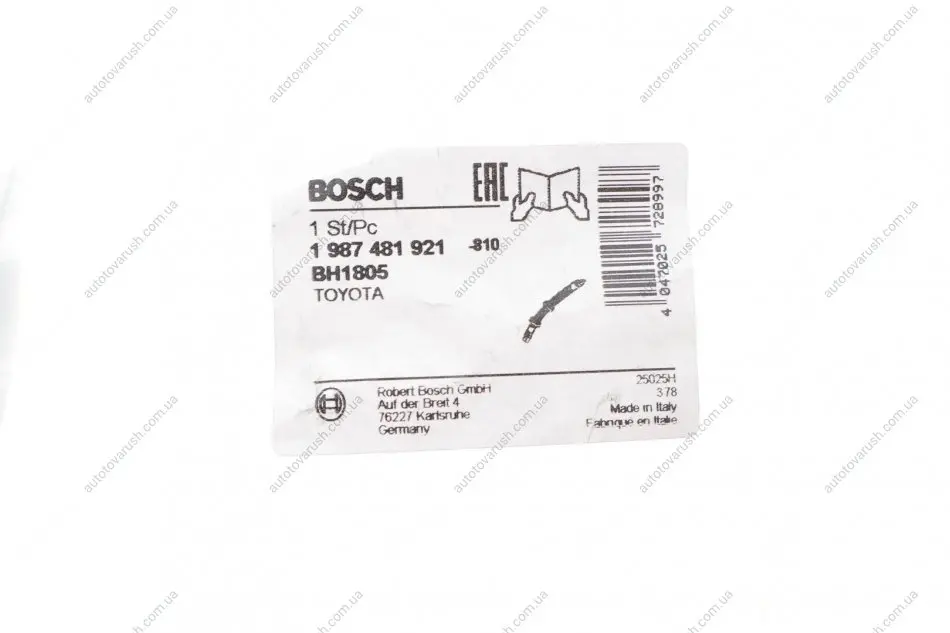 BOSCH
EAC
1 St/Pc
1 987 481 921 -810
BH1805
TOYOTA
4 047025 728997
Robert Bosch GmbH
Auf der Breit 4
76227 Karlsruhe
Germany
25025H
378
Made in Italy
Fabrique en Italie
autotovarush.com.ua